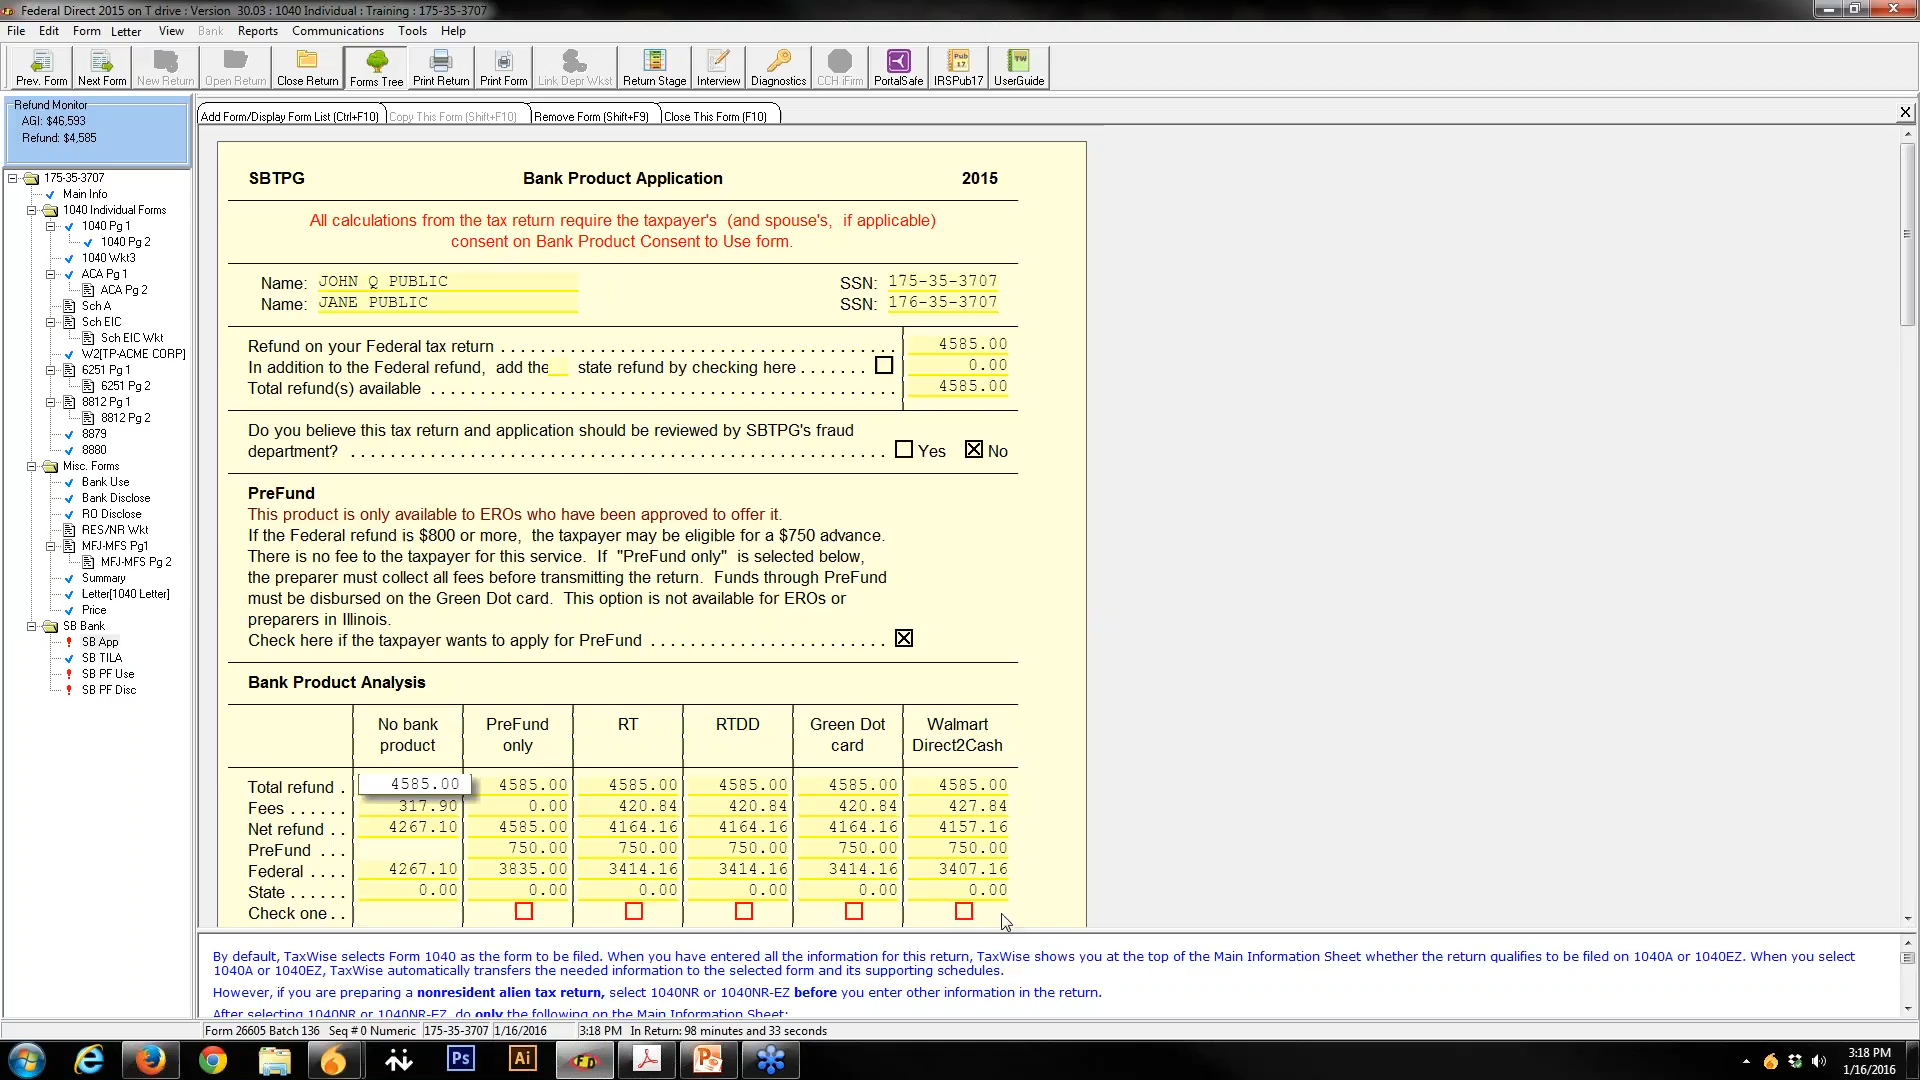 Federal Direct 2015 on T drive : Version 30.03 : 1040 Individual : Training : 175-35-3707
File Edit Form Letter View Bank Reports Communications Tools Help
Prev. Form Next Form New Return Open Return Close Return Forms Tree Print Return Print Form Link Depr Wkst Return Stage Interview Diagnostics CCH iFirm PortalSafe IRSPub17 UserGuide
Refund Monitor
AGI: $46,593
Refund: $4,585
Add Form/Display Form List (Ctrl+F10) Copy This Form (Shift+F10) Remove Form (Shift+F9) Close This Form (F10)
175-35-3707
Main Info
1040 Individual Forms
1040 Pg 1
1040 Pg 2
1040 Wkt3
ACA Pg 1
ACA Pg 2
Sch A
Sch EIC
Sch EIC Wkt
W2[TP-ACME CORP]
6251 Pg 1
6251 Pg 2
8812 Pg 1
8812 Pg 2
8879
8880
Misc. Forms
Bank Use
Bank Disclose
RO Disclose
RES/NR Wkt
MFJ-MFS Pg1
MFJ-MFS Pg 2
Summary
Letter[1040 Letter]
Price
SB Bank
SB App
SB TILA
SB PF Use
SB PF Disc
SBTPG Bank Product Application 2015
All calculations from the tax return require the taxpayer's (and spouse's, if applicable)
consent on Bank Product Consent to Use form.
Name: JOHN Q PUBLIC SSN: 175-35-3707
Name: JANE PUBLIC SSN: 176-35-3707
Refund on your Federal tax return 4585.00
In addition to the Federal refund, add the state refund by checking here 0.00
Total refund(s) available 4585.00
Do you believe this tax return and application should be reviewed by SBTPG's fraud
department? Yes No
PreFund
This product is only available to EROs who have been approved to offer it.
If the Federal refund is $800 or more, the taxpayer may be eligible for a $750 advance.
There is no fee to the taxpayer for this service. If "PreFund only" is selected below,
the preparer must collect all fees before transmitting the return. Funds through PreFund
must be disbursed on the Green Dot card. This option is not available for EROs or
preparers in Illinois.
Check here if the taxpayer wants to apply for PreFund
Bank Product Analysis
No bank PreFund RT RTDD Green Dot Walmart
product only card Direct2Cash
Total refund . 4585.00 4585.00 4585.00 4585.00 4585.00 4585.00
Fees . . . . . . 317.90 0.00 420.84 420.84 420.84 427.84
Net refund . . 4267.10 4585.00 4164.16 4164.16 4164.16 4157.16
PreFund . . . 750.00 750.00 750.00 750.00 750.00
Federal . . . . 4267.10 3835.00 3414.16 3414.16 3414.16 3407.16
State . . . . . . 0.00 0.00 0.00 0.00 0.00 0.00
Check one . .
By default, TaxWise selects Form 1040 as the form to be filed. When you have entered all the information for this return, TaxWise shows you at the top of the Main Information Sheet whether the return qualifies to be filed on 1040A or 1040EZ. When you select
1040A or 1040EZ, TaxWise automatically transfers the needed information to the selected form and its supporting schedules.
However, if you are preparing a nonresident alien tax return, select 1040NR or 1040NR-EZ before you enter other information in the return.
After selecting 1040NR or 1040NR-EZ, do only the following on the Main Information Sheet:
Form 26605 Batch 136 Seq # 0 Numeric 175-35-3707 1/16/2016 3:18 PM In Return: 98 minutes and 33 seconds
Ps Ai FD
3:18 PM
1/16/2016